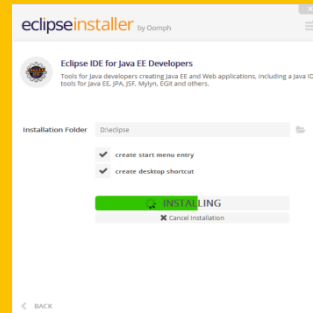 eclipseinstaller by Oomph
Eclipse IDE for Java EE Developers
Tools for Java developers creating Java EE and Web applications, including a Java ID
tools for Java EE, JPA, JSF, Mylyn, EGit and others.
Installation Folder D:\eclipse
create start menu entry
create desktop shortcut
INSTALLING
Cancel Installation
BACK